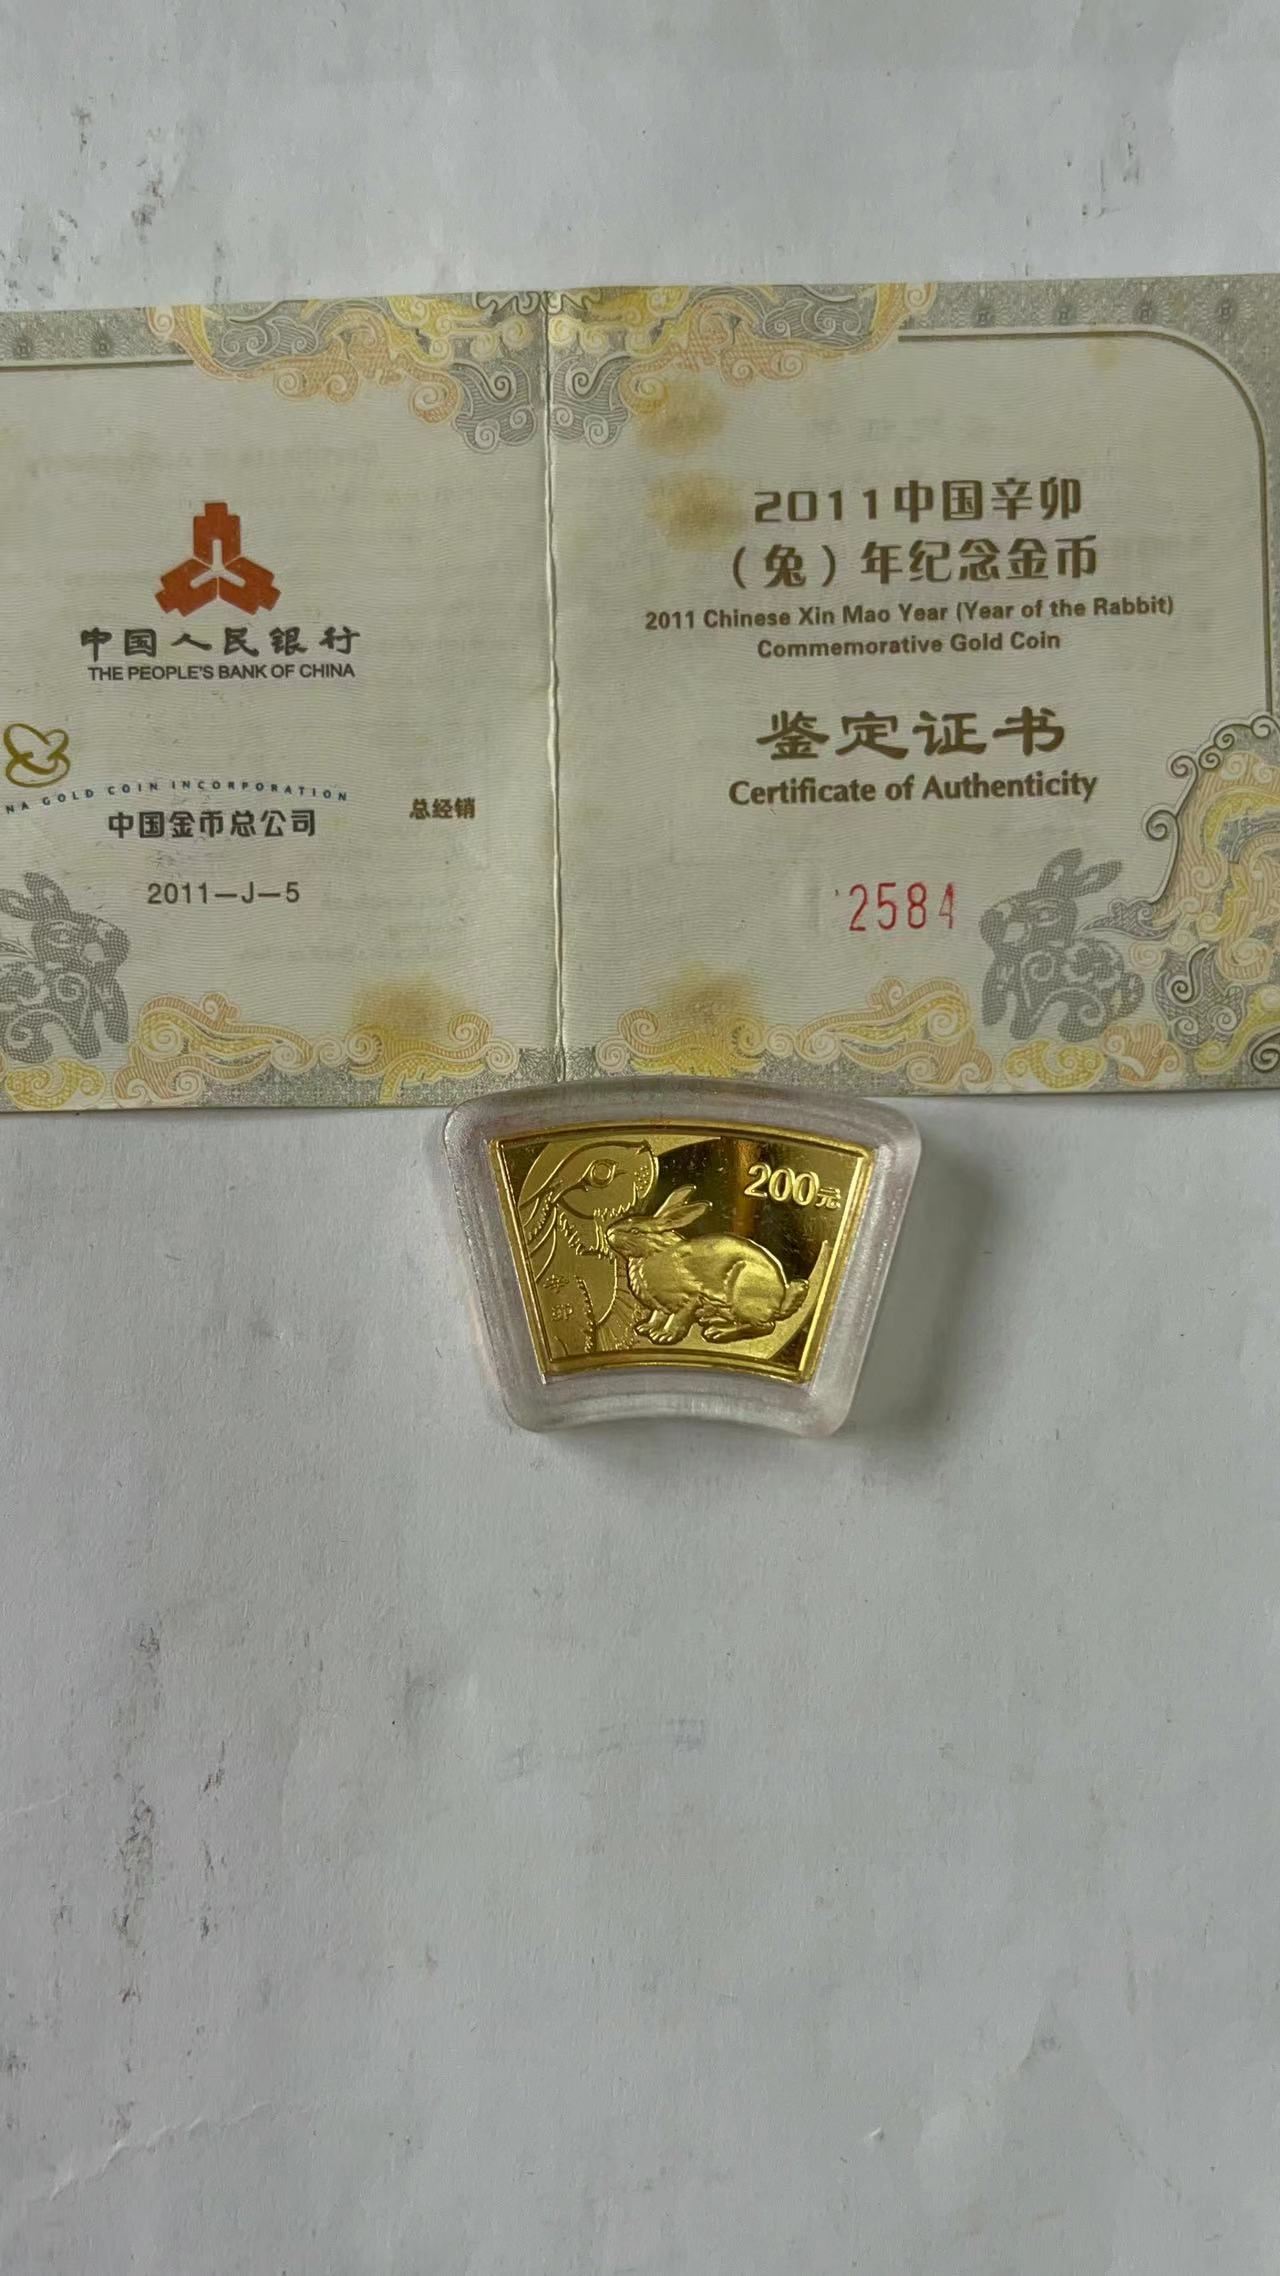 中国人民银行
THE PEOPLE'S BANK OF CHINA
NA GOLD COIN INCORPORATION
中国金币总公司
总经销
2011—J—5
2011中国辛卯
（兔）年纪念金币
2011 Chinese Xin Mao Year (Year of the Rabbit)
Commemorative Gold Coin
鉴定证书
Certificate of Authenticity
2584
200元
辛
卯